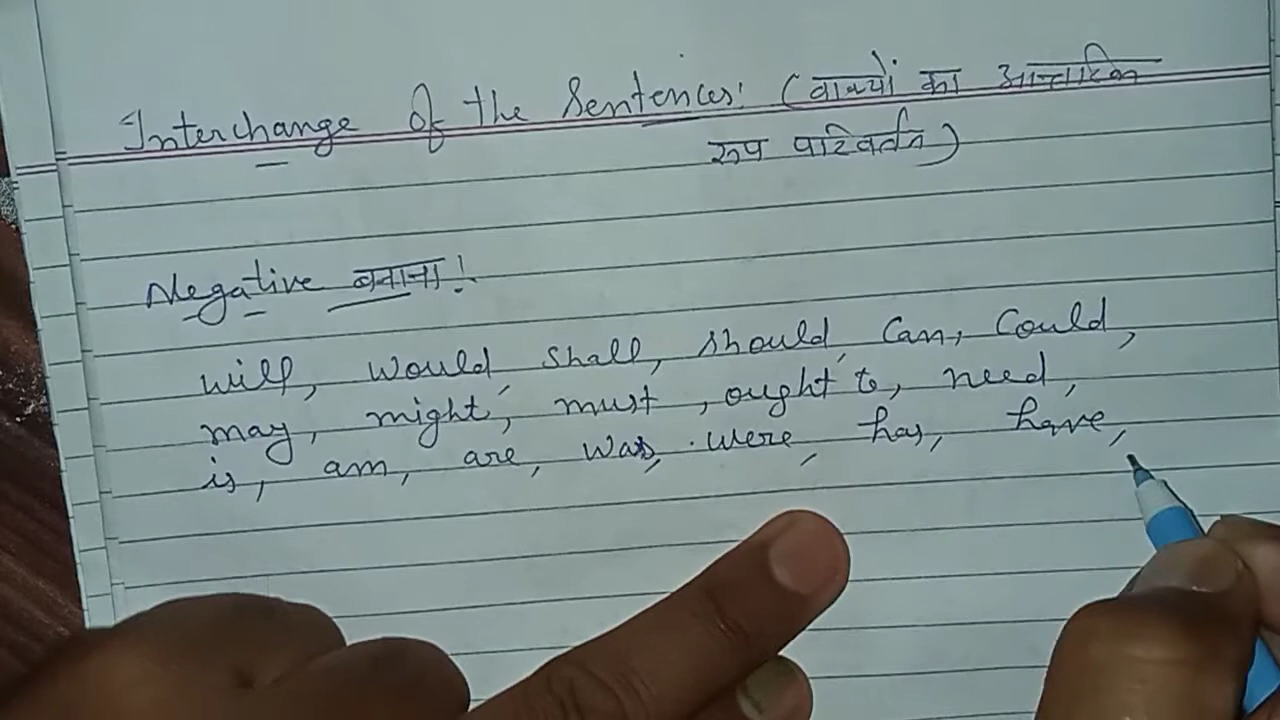 Interchange Of the Sentences: (वाक्यों का आन्तरिक
रूप परिवर्तन)
Negative बनाना!
will, would, shall, should, Can, Could,
may, might, must, ought to, need,
is, am, are, was, were, has, have,